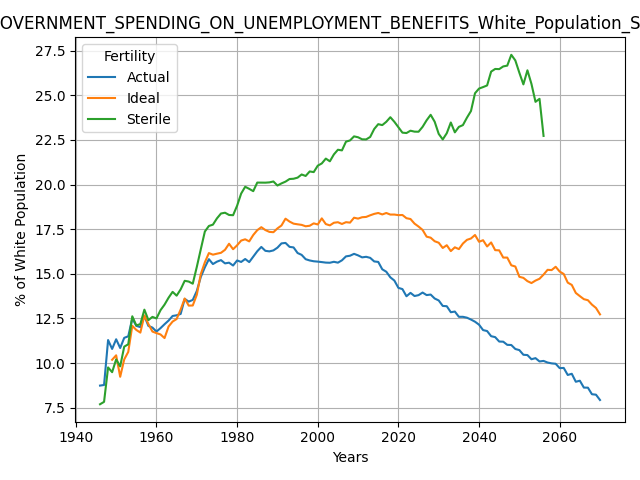 OVERNMENT_SPENDING_ON_UNEMPLOYMENT_BENEFITS_White_Population_S
27.5
25.0
22.5
20.0
17.5
15.0
12.5
10.0
7.5
% of White Population
Fertility
Actual
Ideal
Sterile
1940 1960 1980 2000 2020 2040 2060
Years